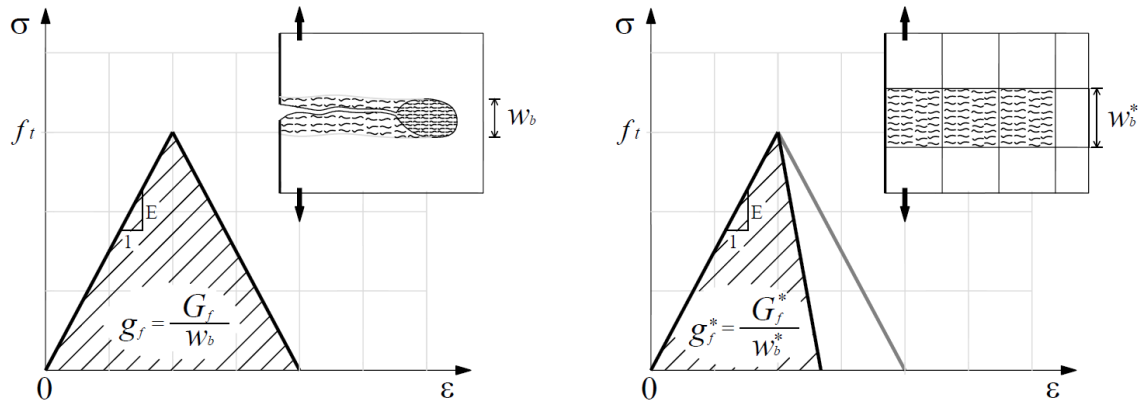 σ
w_b
f_t
E
1
g_f = G_f / w_b
0
ε
σ
w_b^*
f_t
E
1
g_f^* = G_f^* / w_b^*
0
ε